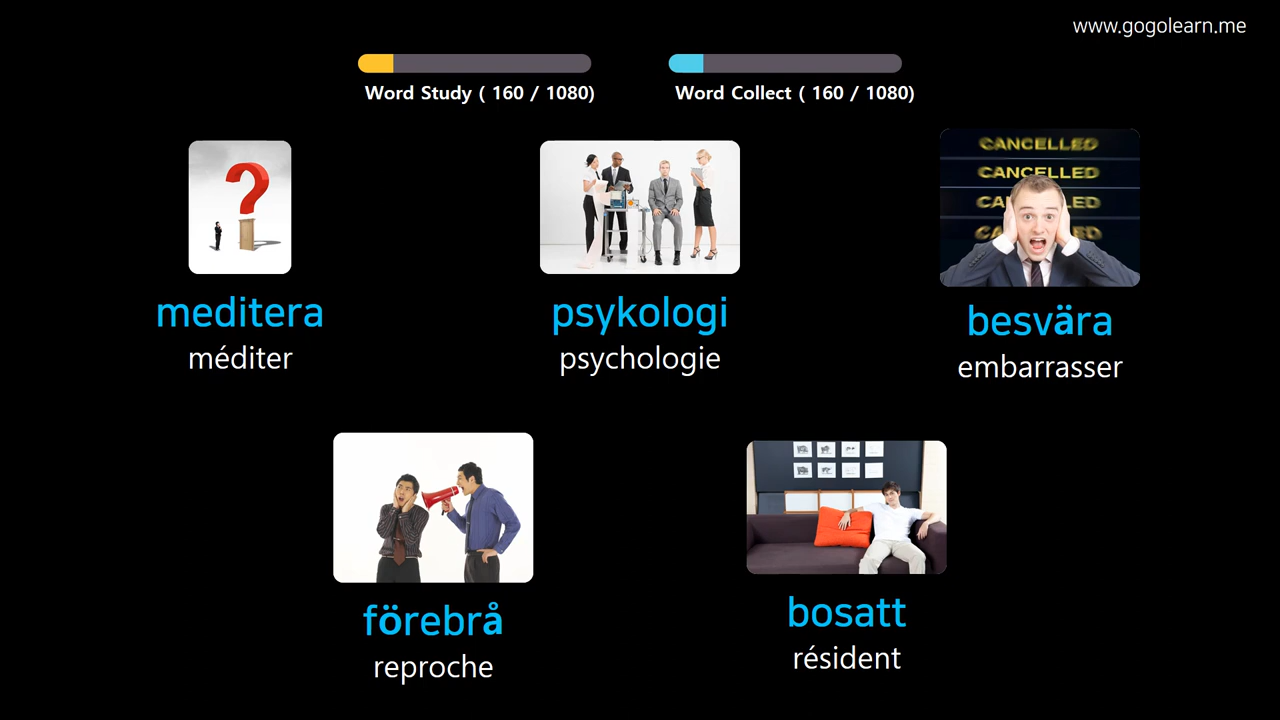 www.gogolearn.me
Word Study ( 160 / 1080)
Word Collect ( 160 / 1080)
CANCELLED
CANCELLED
meditera
méditer
psykologi
psychologie
besvära
embarrasser
förebrå
reproche
bosatt
résident